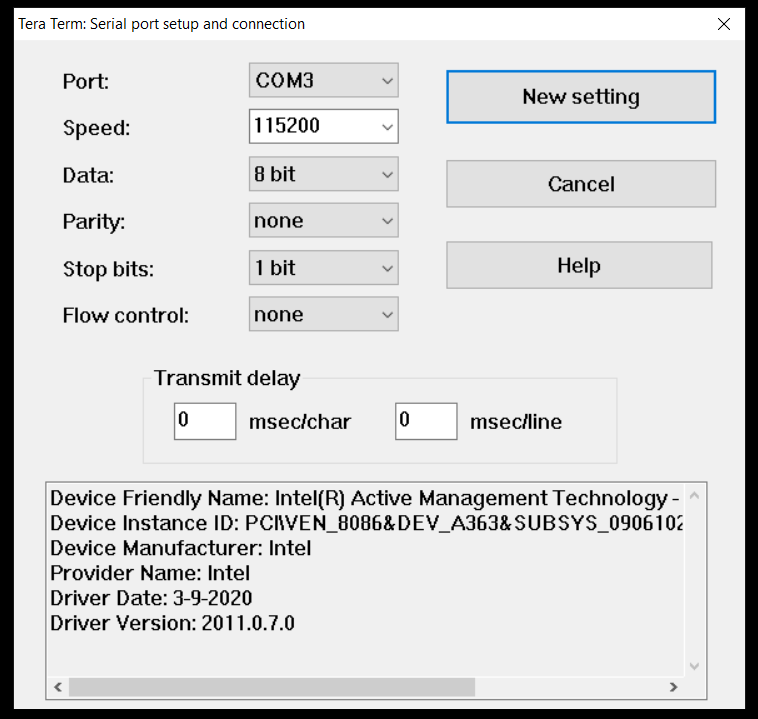 Tera Term: Serial port setup and connection
Port: COM3
New setting
Speed: 115200
Data: 8 bit
Cancel
Parity: none
Stop bits: 1 bit
Help
Flow control: none
Transmit delay
0 msec/char 0 msec/line
Device Friendly Name: Intel(R) Active Management Technology -
Device Instance ID: PCI\VEN_8086&DEV_A363&SUBSYS_0906102
Device Manufacturer: Intel
Provider Name: Intel
Driver Date: 3-9-2020
Driver Version: 2011.0.7.0